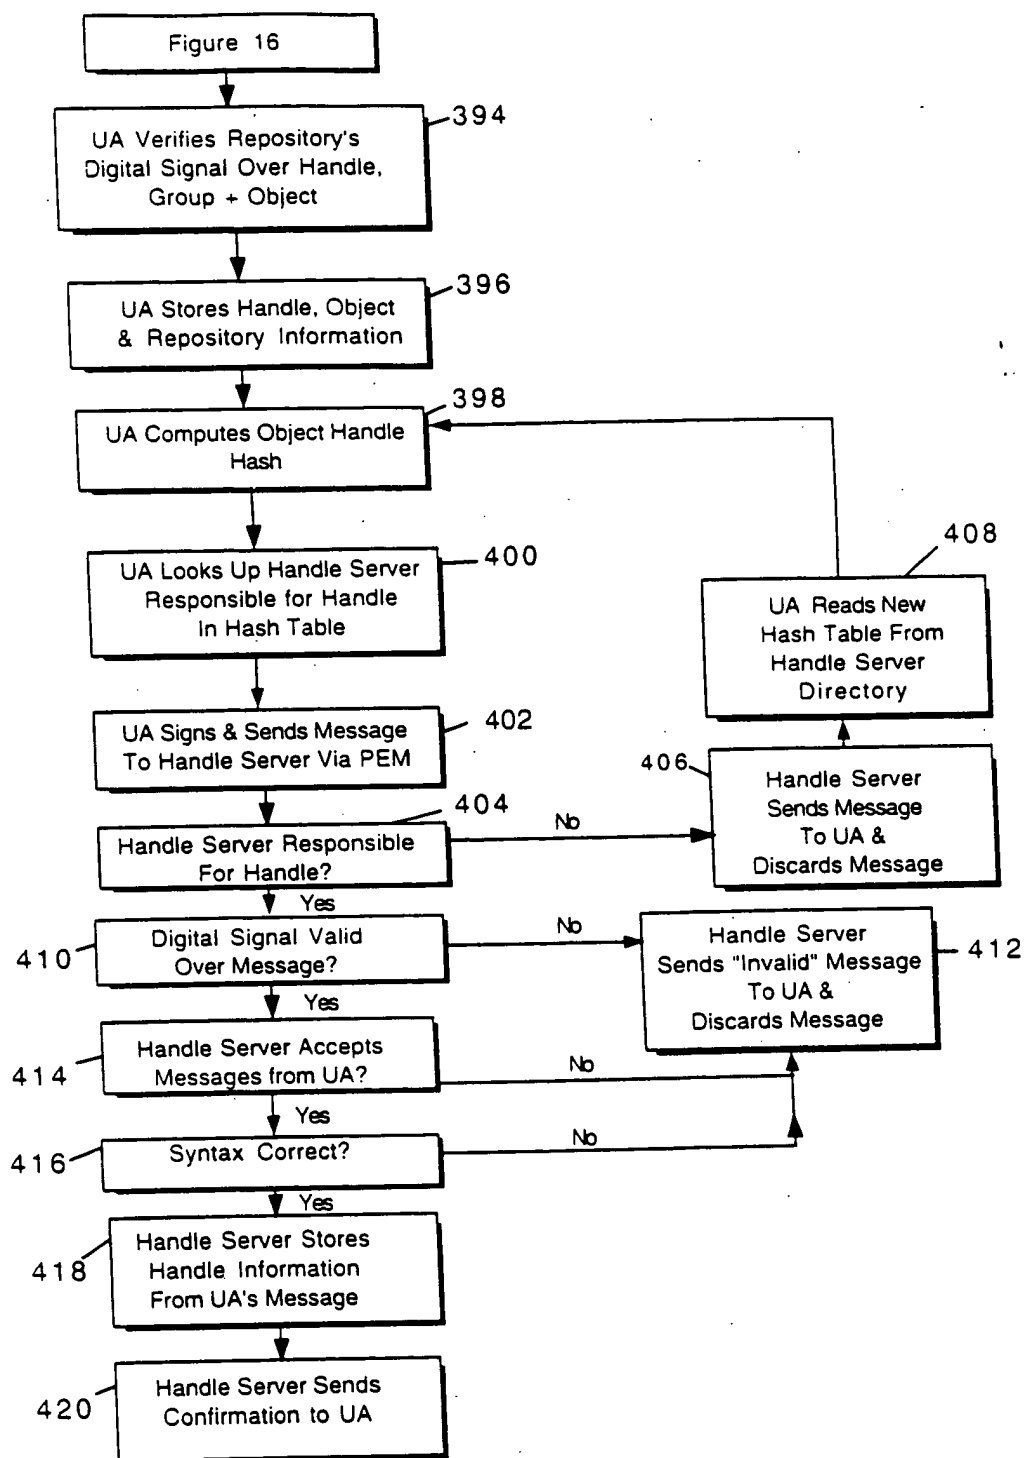 Figure 16
394
UA Verifies Repository's
Digital Signal Over Handle,
Group + Object
396
UA Stores Handle, Object
& Repository Information
398
UA Computes Object Handle
Hash
400
UA Looks Up Handle Server
Responsible for Handle
In Hash Table
408
UA Reads New
Hash Table From
Handle Server
Directory
402
UA Signs & Sends Message
To Handle Server Via PEM
406
Handle Server
Sends Message
To UA &
Discards Message
404
Handle Server Responsible
For Handle?
No
Yes
410
Digital Signal Valid
Over Message?
No
412
Handle Server
Sends "Invalid" Message
To UA &
Discards Message
Yes
414
Handle Server Accepts
Messages from UA?
No
Yes
416
Syntax Correct?
No
Yes
418
Handle Server Stores
Handle Information
From UA's Message
420
Handle Server Sends
Confirmation to UA